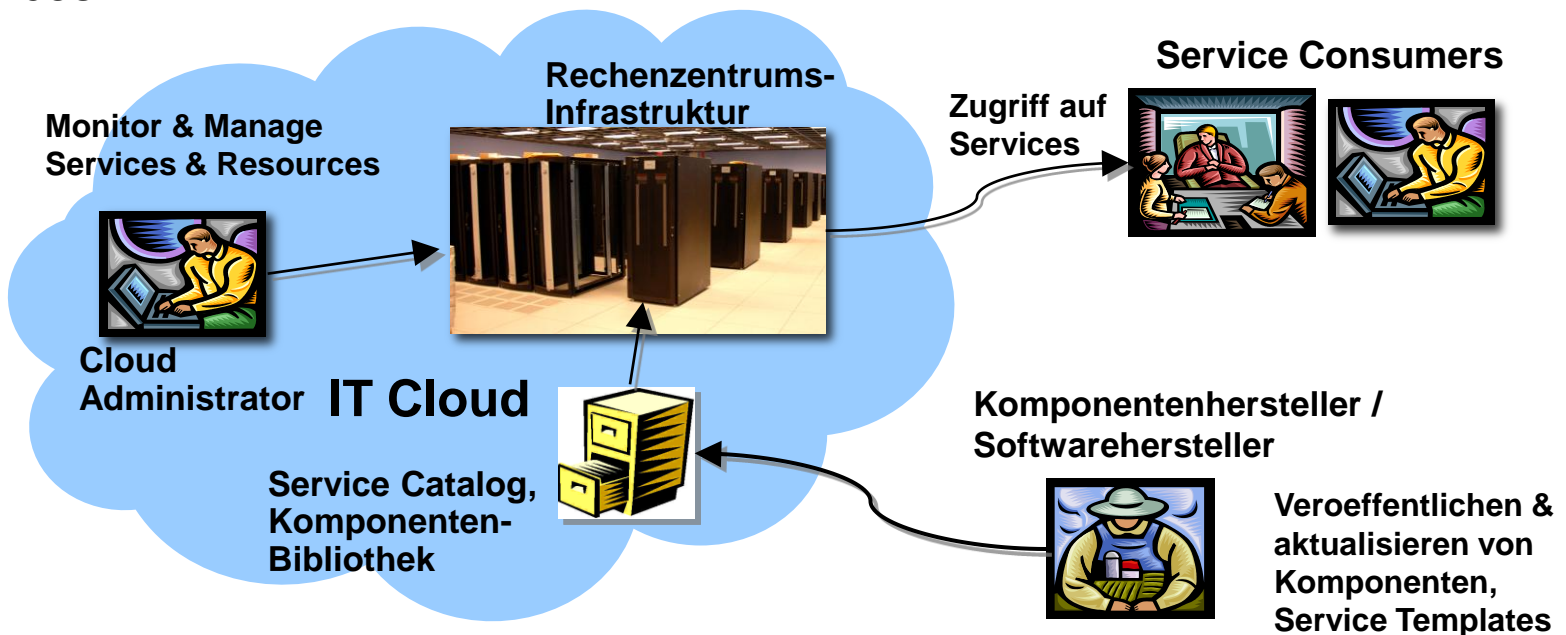 Service Consumers
Rechenzentrums-
Infrastruktur
Zugriff auf
Services
Monitor & Manage
Services & Resources
Cloud
Administrator
IT Cloud
Service Catalog,
Komponenten-
Bibliothek
Komponentenhersteller /
Softwarehersteller
Veroeffentlichen &
aktualisieren von
Komponenten,
Service Templates